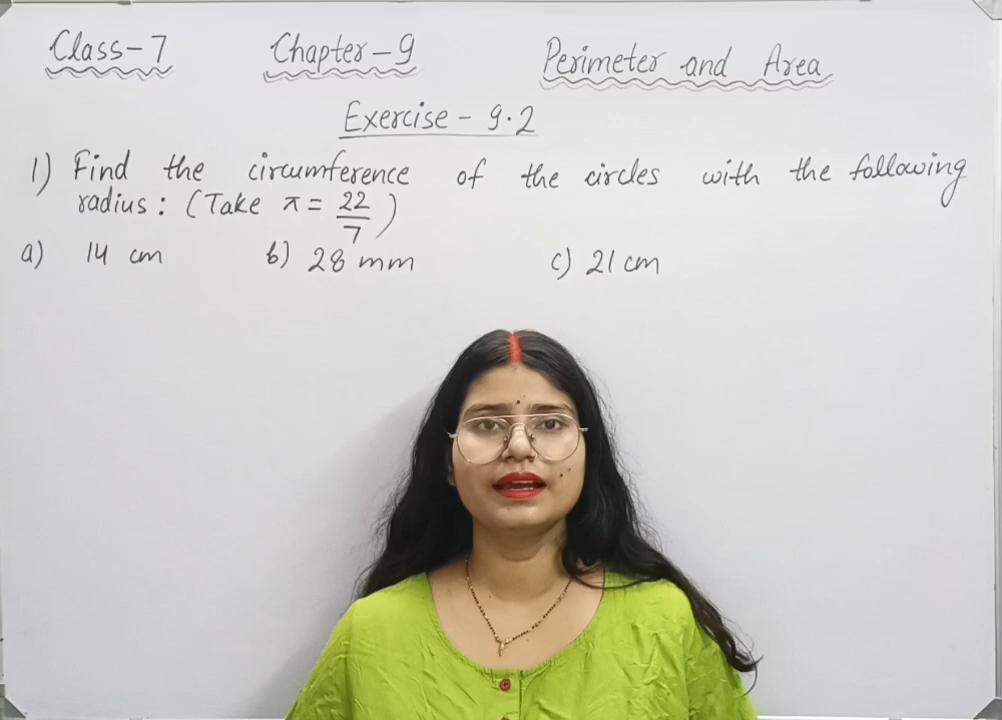 Class-7 Chapter-9 Perimeter and Area
Exercise - 9.2
1) Find the circumference of the circles with the following
radius: (Take π = 22/7)
a) 14 cm b) 28 mm c) 21 cm